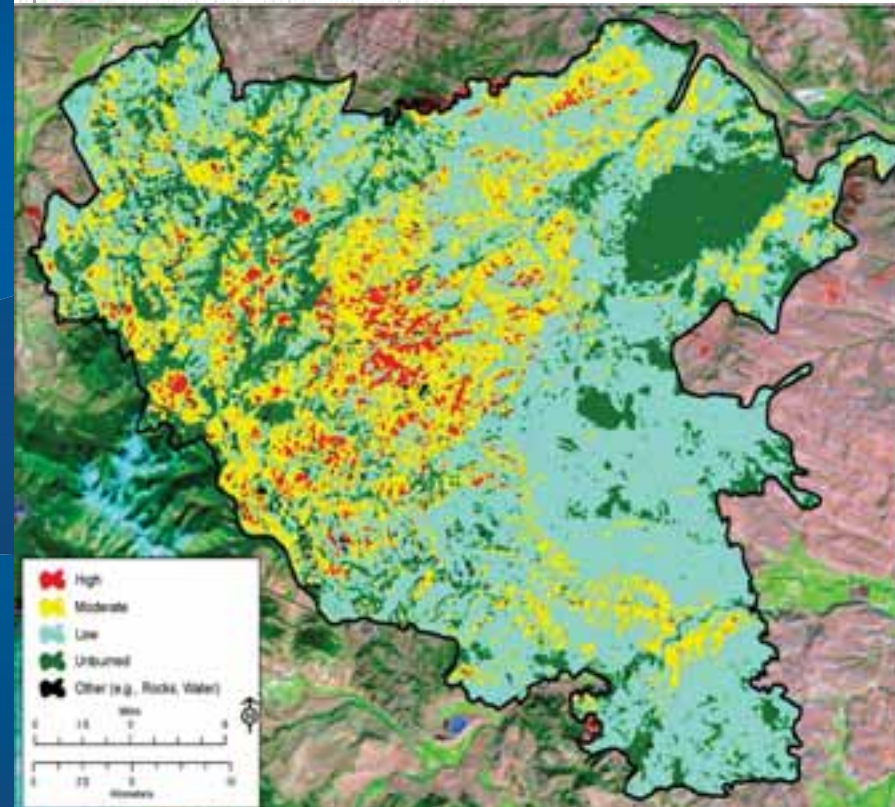 High
Moderate
Low
Unburned
Other (e.g., Rocks, Water)
Miles
Kilometers